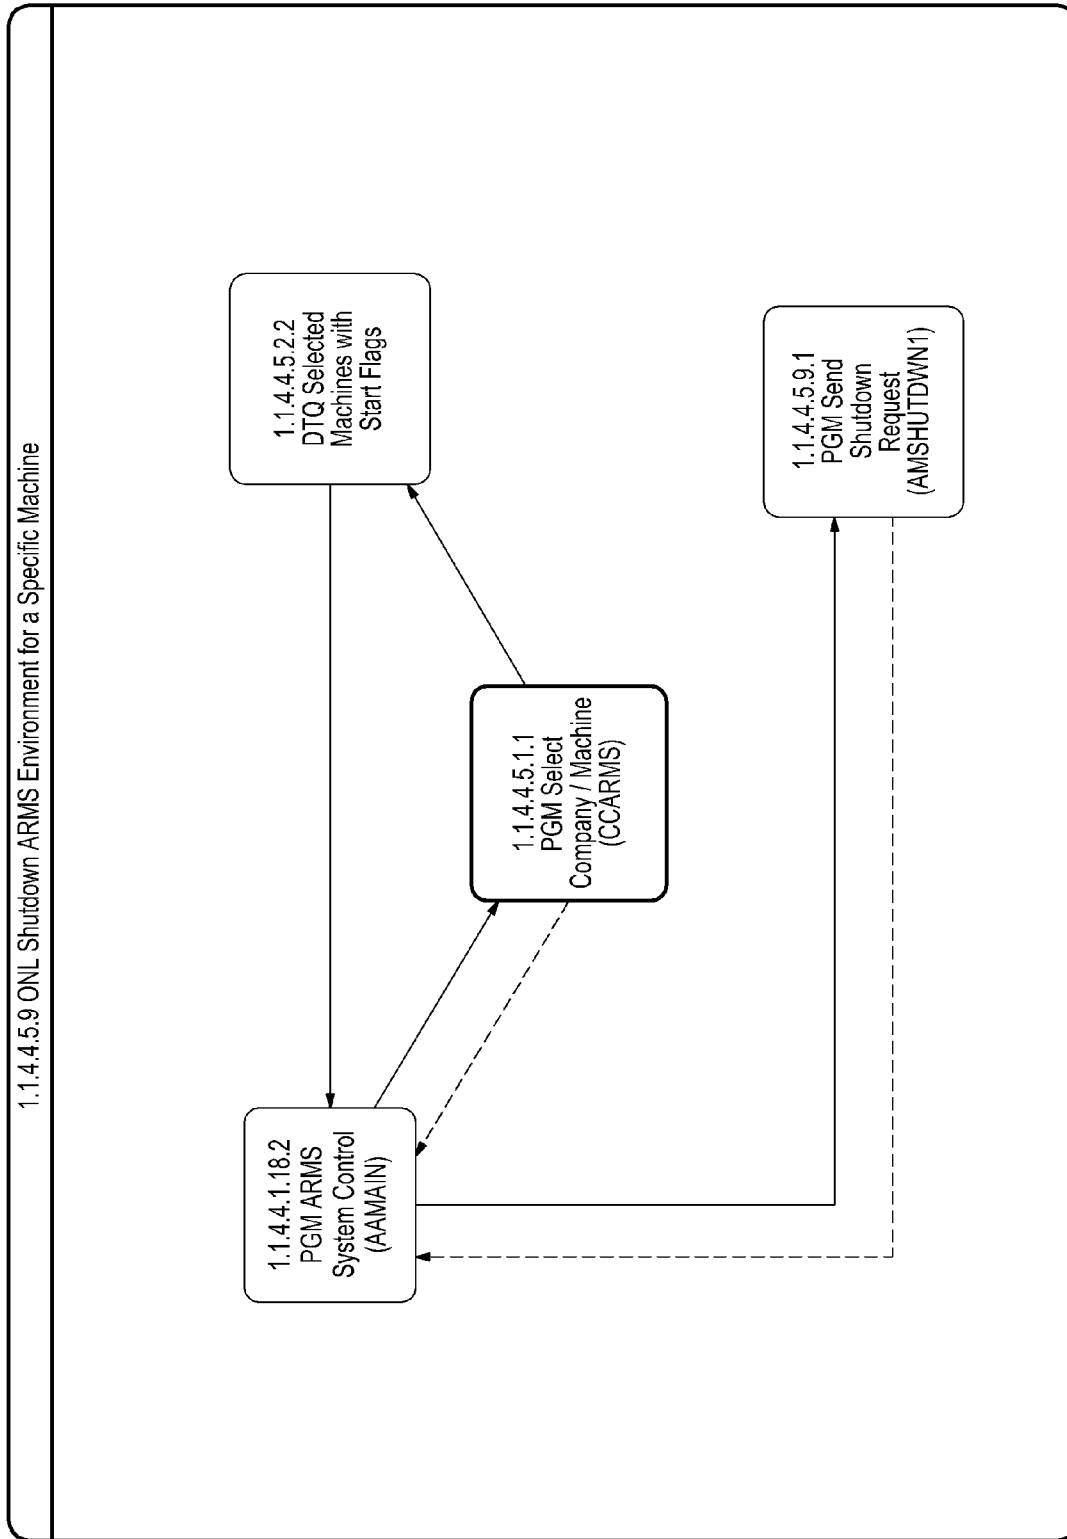 1.1.4.4.5.9 ONL Shutdown ARMS Environment for a Specific Machine
1.1.4.4.1.18.2
PGM ARMS
System Control
(AAMAIN)
1.1.4.4.5.2.2
DTQ Selected
Machines with
Start Flags
1.1.4.4.5.1.1
PGM Select
Company / Machine
(CCARMS)
1.1.4.4.5.9.1
PGM Send
Shutdown
Request
(AMSHUTDWN1)